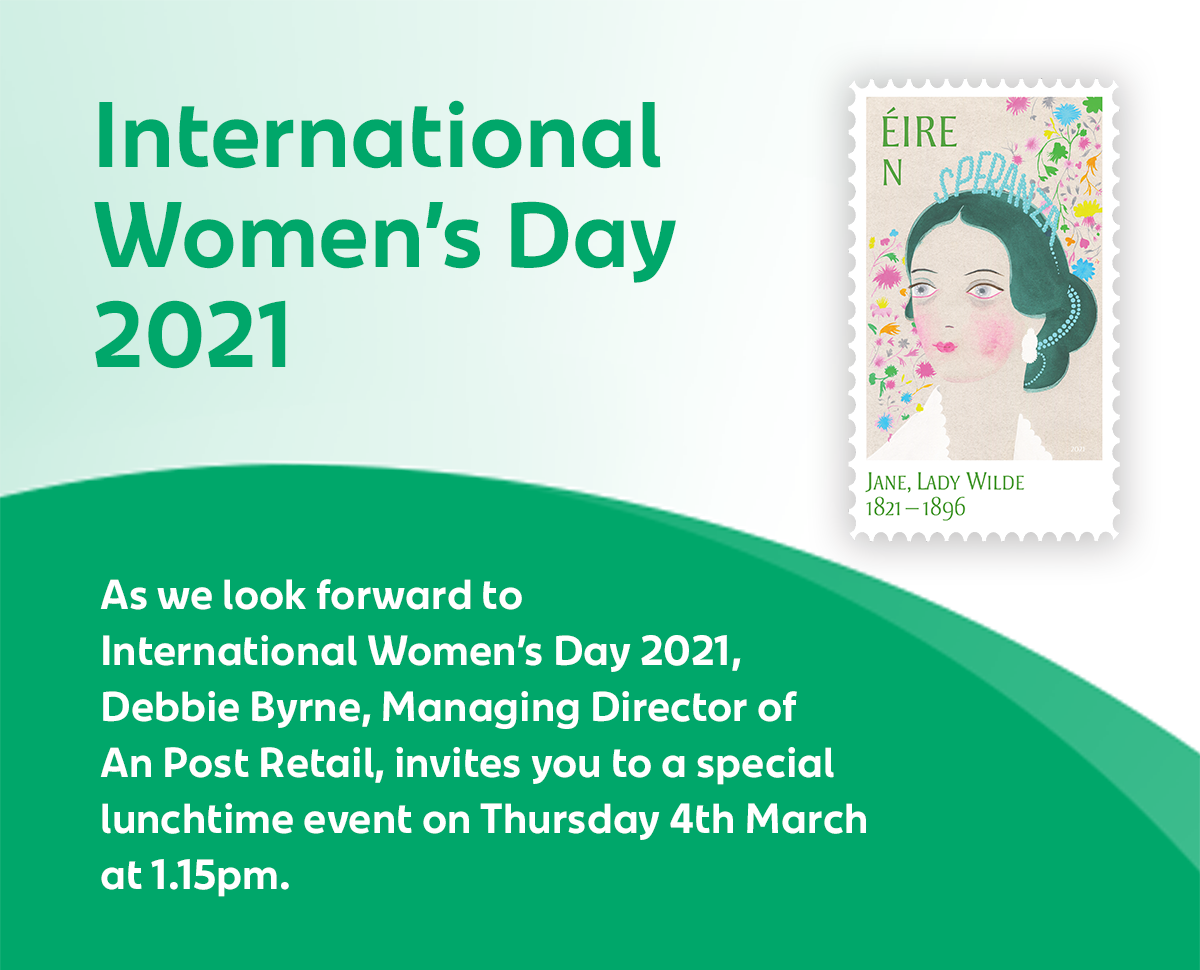 International
Women's Day
2021
ÉIRE
N
SPERANZA
2021
JANE, LADY WILDE
1821 – 1896
As we look forward to
International Women's Day 2021,
Debbie Byrne, Managing Director of
An Post Retail, invites you to a special
lunchtime event on Thursday 4th March
at 1.15pm.